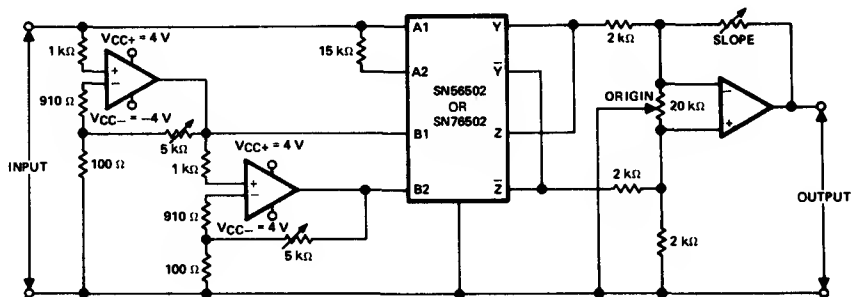 1 kΩ
VCC+ = 4 V
910 Ω
VCC− = −4 V
5 kΩ
100 Ω
INPUT
1 kΩ
VCC+ = 4 V
910 Ω
VCC− = 4 V
5 kΩ
100 Ω
15 kΩ
A1
A2
B1
B2
SN56502
OR
SN76502
Y
Y̅
Z
Z̅
2 kΩ
SLOPE
ORIGIN
20 kΩ
2 kΩ
2 kΩ
OUTPUT
+
−
+
−
−
+